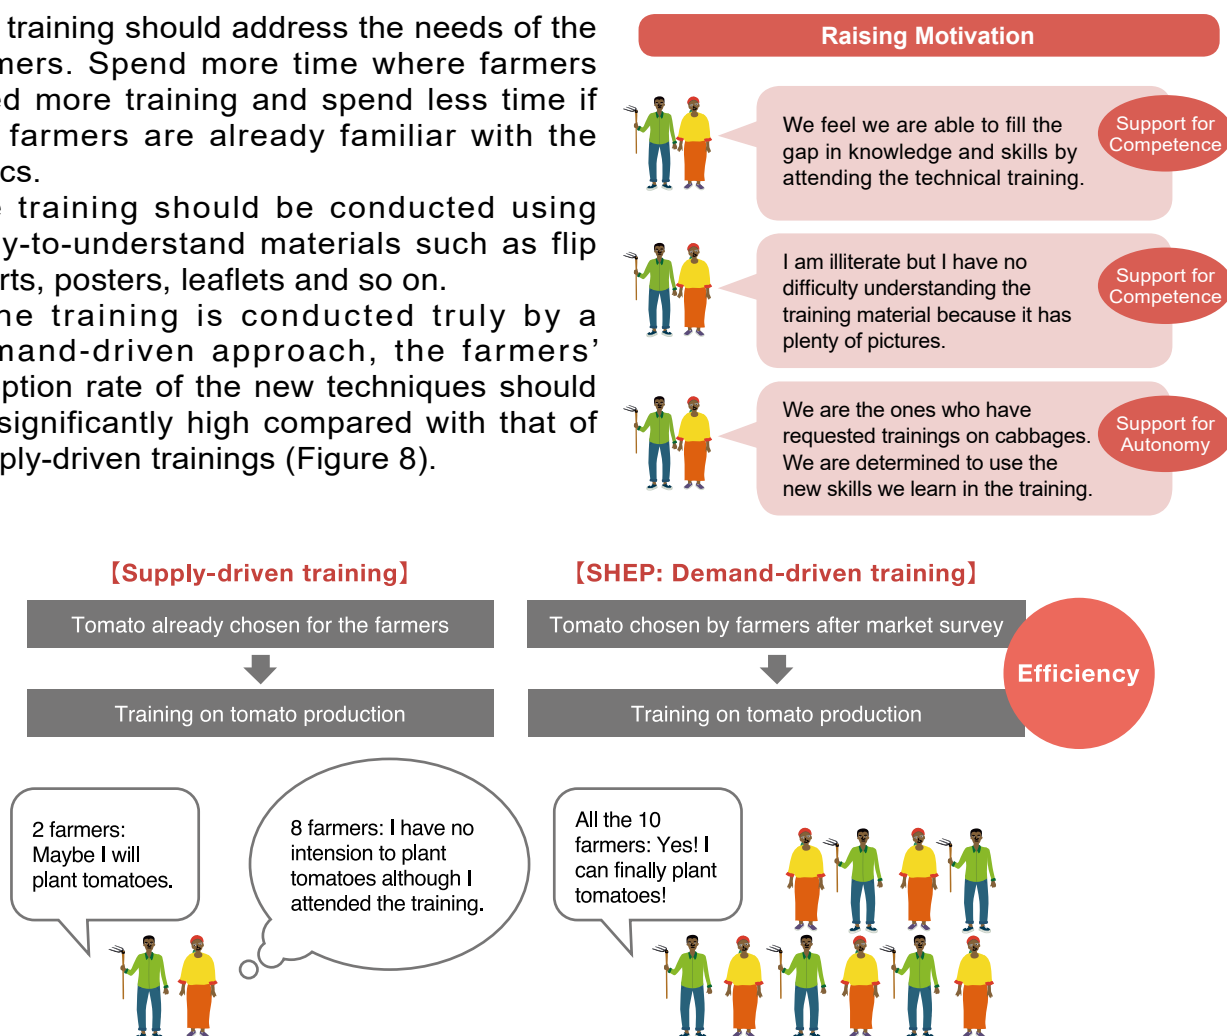 training should address the needs of the
mers. Spend more time where farmers
ed more training and spend less time if
farmers are already familiar with the
ics.
e training should be conducted using
y-to-understand materials such as flip
rts, posters, leaflets and so on.
he training is conducted truly by a
mand-driven approach, the farmers'
ption rate of the new techniques should
significantly high compared with that of
pply-driven trainings (Figure 8).
Raising Motivation
We feel we are able to fill the
gap in knowledge and skills by
attending the technical training.
Support for
Competence
I am illiterate but I have no
difficulty understanding the
training material because it has
plenty of pictures.
Support for
Competence
We are the ones who have
requested trainings on cabbages.
We are determined to use the
new skills we learn in the training.
Support for
Autonomy
【Supply-driven training】
Tomato already chosen for the farmers
Training on tomato production
2 farmers:
Maybe I will
plant tomatoes.
8 farmers: I have no
intension to plant
tomatoes although I
attended the training.
【SHEP: Demand-driven training】
Tomato chosen by farmers after market survey
Training on tomato production
Efficiency
All the 10
farmers: Yes! I
can finally plant
tomatoes!